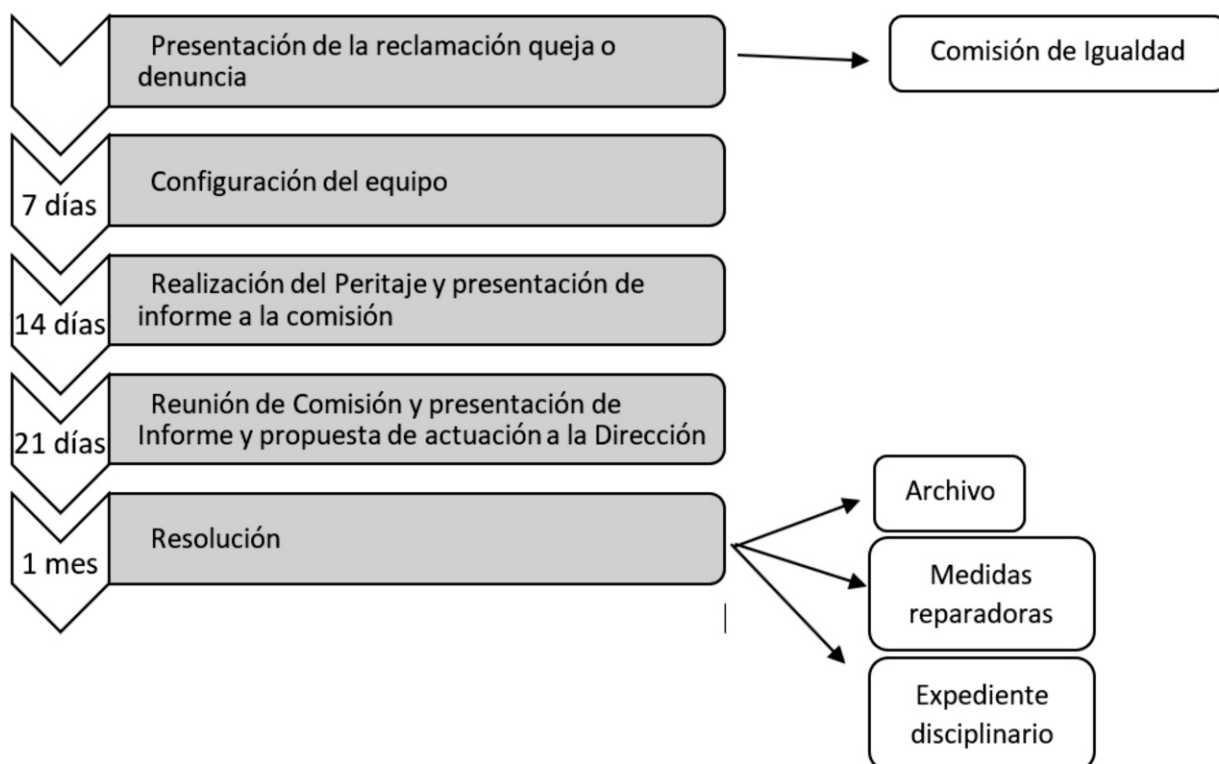 Presentación de la reclamación queja o
denuncia
Comisión de Igualdad
7 días
Configuración del equipo
14 días
Realización del Peritaje y presentación de
informe a la comisión
21 días
Reunión de Comisión y presentación de
Informe y propuesta de actuación a la Dirección
1 mes
Resolución
Archivo
Medidas
reparadoras
Expediente
disciplinario